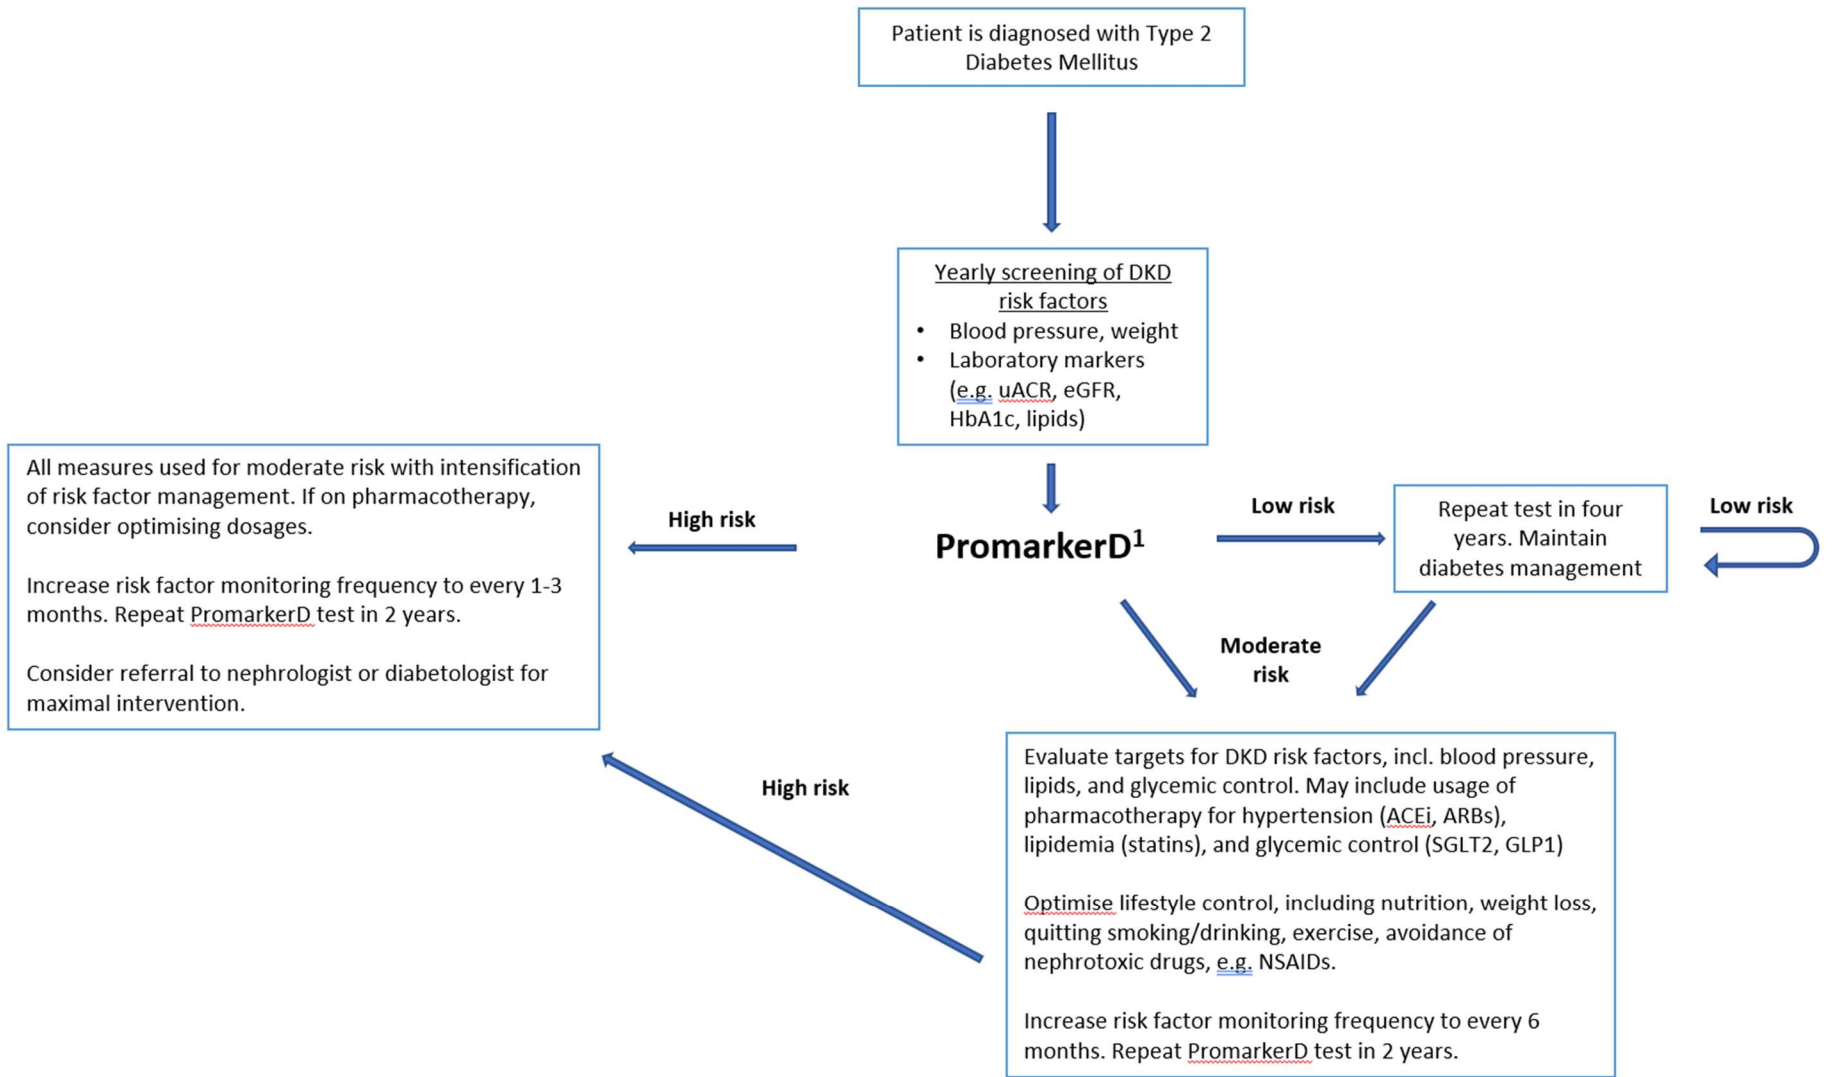 Patient is diagnosed with Type 2
Diabetes Mellitus
Yearly screening of DKD
risk factors
• Blood pressure, weight
• Laboratory markers
(e.g. uACR, eGFR,
HbA1c, lipids)
PromarkerD¹
High risk
All measures used for moderate risk with intensification
of risk factor management. If on pharmacotherapy,
consider optimising dosages.
Increase risk factor monitoring frequency to every 1-3
months. Repeat PromarkerD test in 2 years.
Consider referral to nephrologist or diabetologist for
maximal intervention.
Low risk
Repeat test in four
years. Maintain
diabetes management
Low risk
Moderate
risk
High risk
Evaluate targets for DKD risk factors, incl. blood pressure,
lipids, and glycemic control. May include usage of
pharmacotherapy for hypertension (ACEi, ARBs),
lipidemia (statins), and glycemic control (SGLT2, GLP1)
Optimise lifestyle control, including nutrition, weight loss,
quitting smoking/drinking, exercise, avoidance of
nephrotoxic drugs, e.g. NSAIDs.
Increase risk factor monitoring frequency to every 6
months. Repeat PromarkerD test in 2 years.